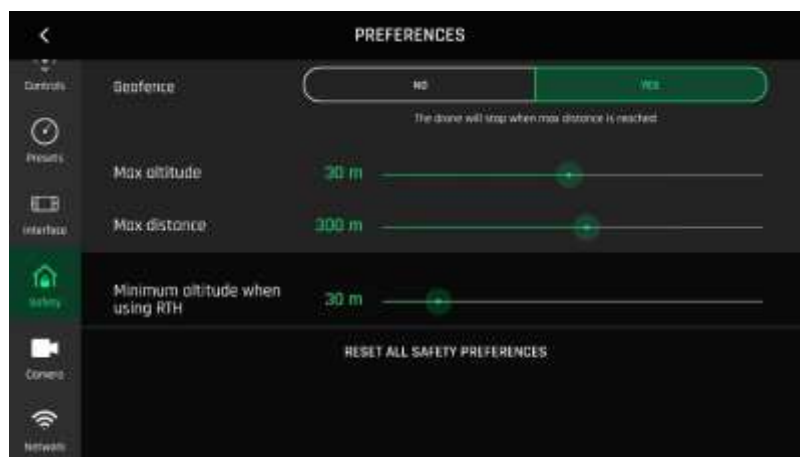 PREFERENCES
Controls
Geofence
NO
YES
The drone will stop when max distance is reached
Presets
Max altitude
30 m
Interface
Max distance
300 m
Safety
Minimum altitude when
using RTH
30 m
RESET ALL SAFETY PREFERENCES
Camera
Network